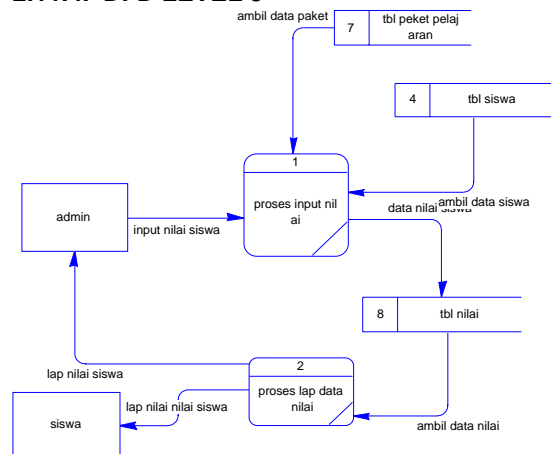 ambil data paket
7
tbl peket pelaj
aran
4
tbl siswa
1
proses input nil
ai
admin
input nilai siswa
ambil data siswa
data nilai siswa
8
tbl nilai
2
proses lap data
nilai
lap nilai siswa
lap nilai nilai siswa
siswa
ambil data nilai